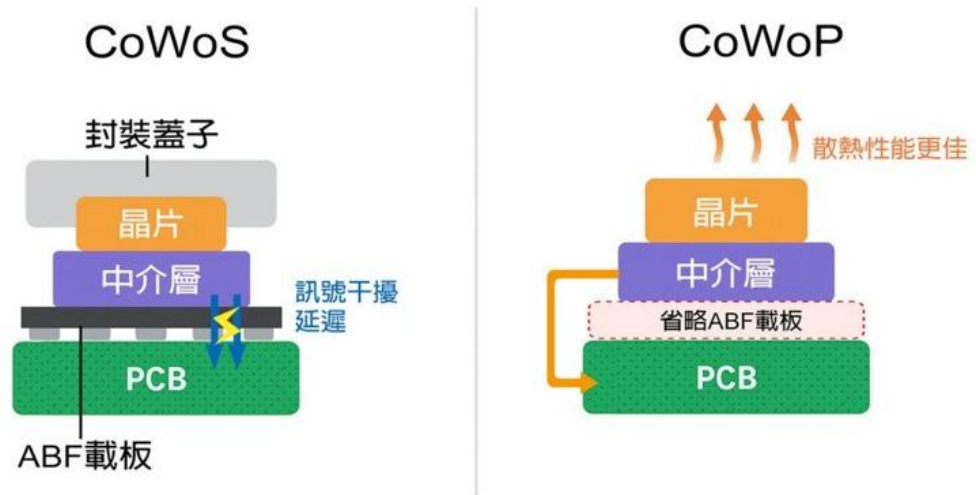 CoWoS
封裝蓋子
晶片
中介層
訊號干擾
延遲
PCB
ABF載板
CoWoP
散熱性能更佳
晶片
中介層
省略ABF載板
PCB